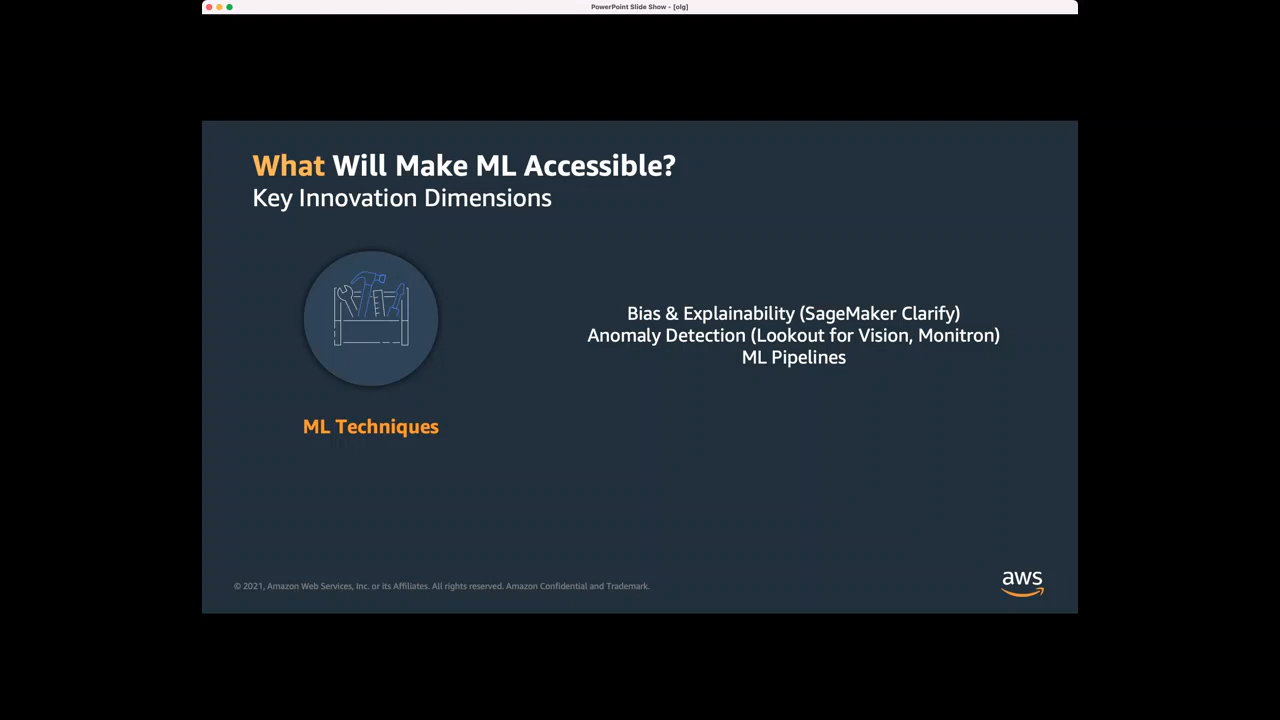 PowerPoint Slide Show - [olg]
What Will Make ML Accessible?
Key Innovation Dimensions
Bias & Explainability (SageMaker Clarify)
Anomaly Detection (Lookout for Vision, Monitron)
ML Pipelines
ML Techniques
© 2021, Amazon Web Services, Inc. or its Affiliates. All rights reserved. Amazon Confidential and Trademark.
aws